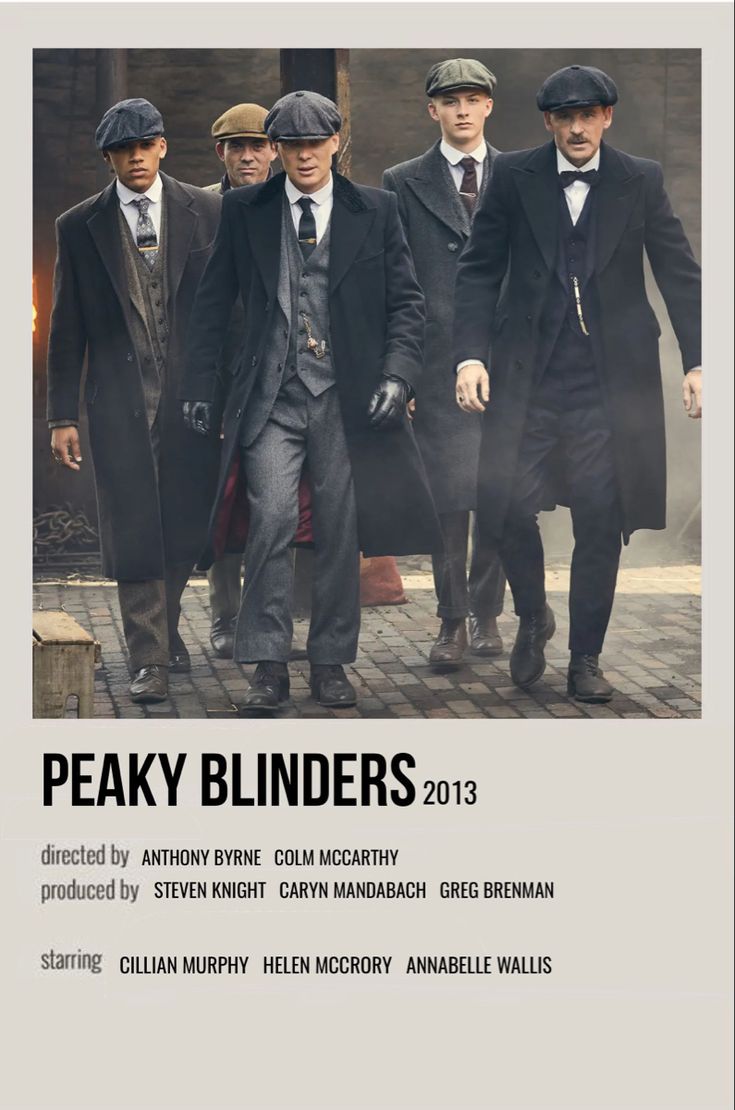 PEAKY BLINDERS 2013
directed by ANTHONY BYRNE COLM MCCARTHY
produced by STEVEN KNIGHT CARYN MANDABACH GREG BRENMAN
starring CILLIAN MURPHY HELEN MCCRORY ANNABELLE WALLIS